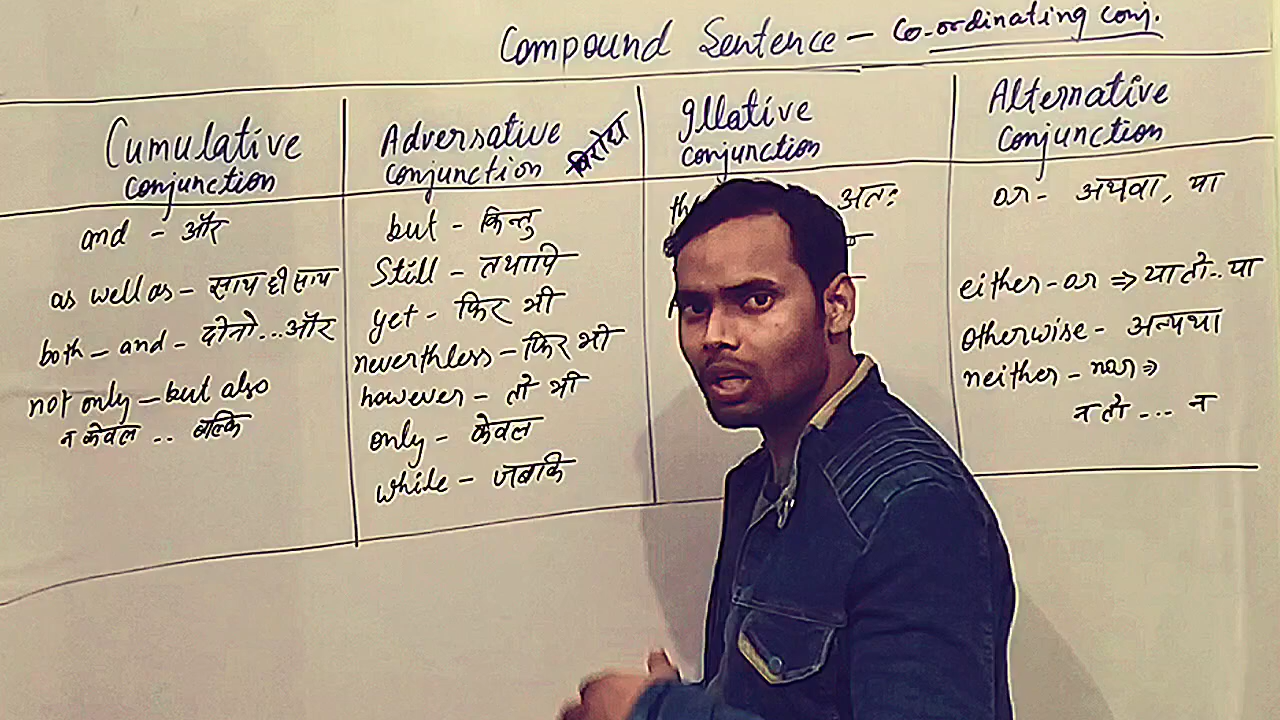 Compound Sentence – Co-ordinating conj.
Cumulative
conjunction
and - और
as well as - साथ ही साथ
both - and - दोनो...और
not only - but also
न केवल .. बल्कि
Adversative
conjunction विरोध
but - किन्तु
Still - तथापि
yet - फिर भी
neverthless - फिर भी
however - तो भी
only - केवल
while - जबकि
Illative
conjunction
अतः
Alternative
conjunction
or - अथवा, या
either - or ⇒ या तो..या
otherwise - अन्यथा
neither - nor ⇒
न तो ... न